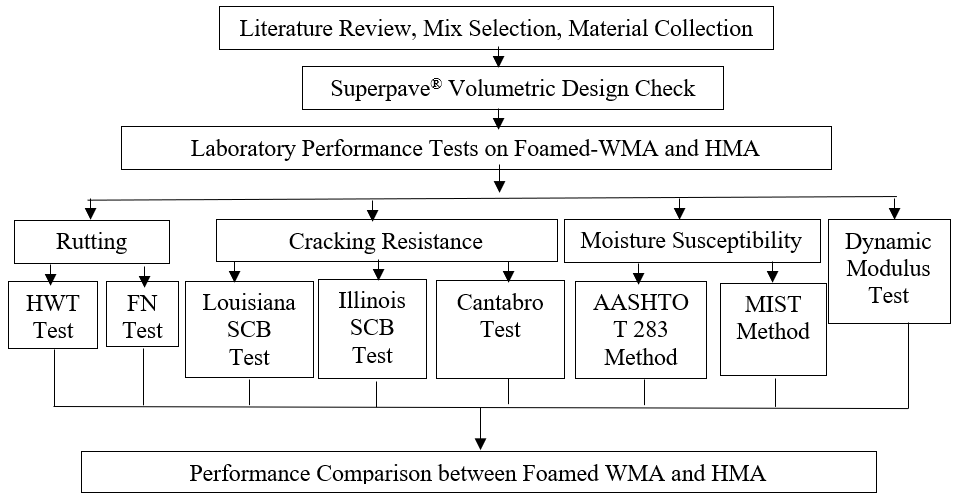 Literature Review, Mix Selection, Material Collection
Superpave® Volumetric Design Check
Laboratory Performance Tests on Foamed-WMA and HMA
Rutting
Cracking Resistance
Moisture Susceptibility
Dynamic
Modulus
Test
HWT
Test
FN
Test
Louisiana
SCB
Test
Illinois
SCB
Test
Cantabro
Test
AASHTO
T 283
Method
MIST
Method
Performance Comparison between Foamed WMA and HMA